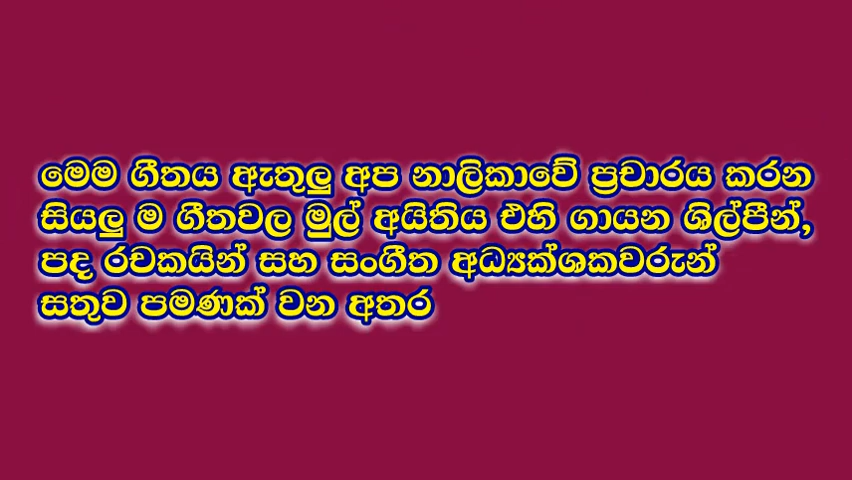 මෙම ගීතය ඇතුලු අප නාලිකාවේ ප්‍රචාරය කරන
සියලු ම ගීතවල මුල් අයිතිය එහි ගායන ශිල්පීන්,
පද රචකයින් සහ සංගීත අධ්‍යක්ශකවරුන්
සතුව පමණක් වන අතර